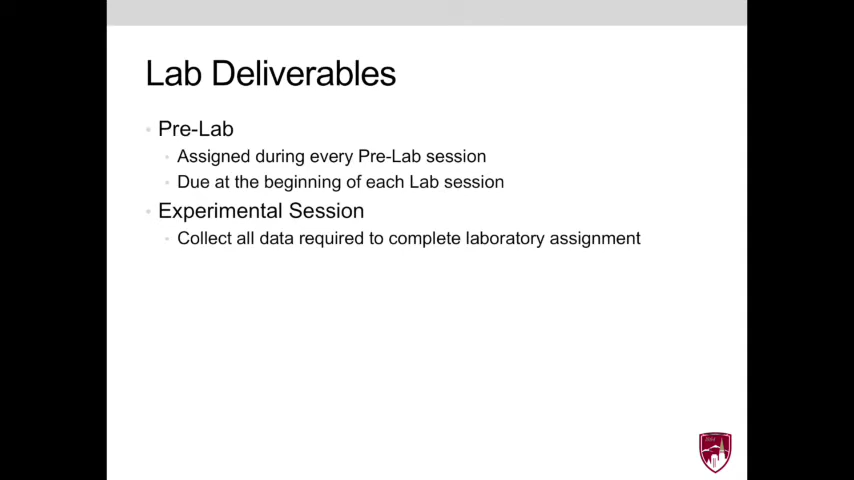 Lab Deliverables
Pre-Lab
Assigned during every Pre-Lab session
Due at the beginning of each Lab session
Experimental Session
Collect all data required to complete laboratory assignment